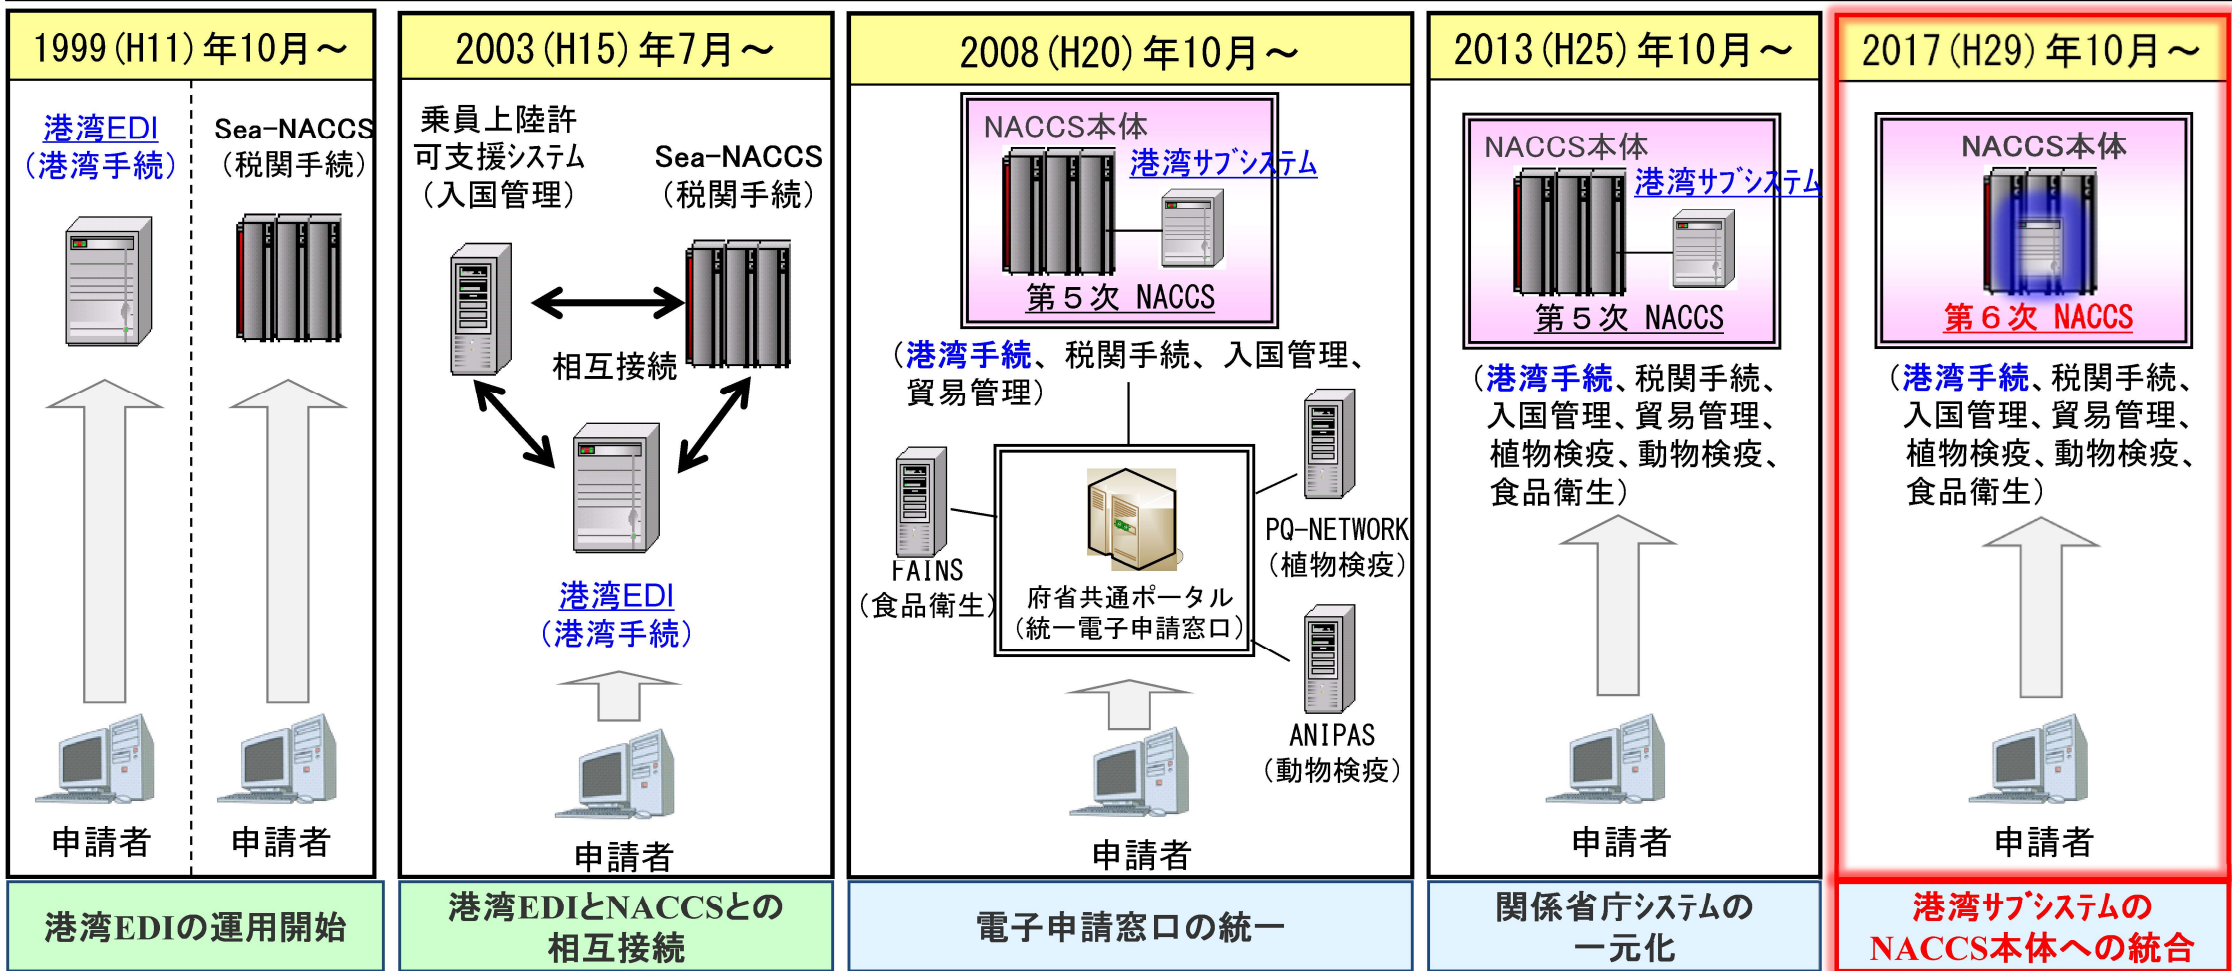 1999(H11)年10月～
港湾EDI
(港湾手続)
Sea-NACCS
(税関手続)
申請者
申請者
港湾EDIの運用開始
2003(H15)年7月～
乗員上陸許
可支援システム
(入国管理)
Sea-NACCS
(税関手続)
相互接続
港湾EDI
(港湾手続)
申請者
港湾EDIとNACCSとの
相互接続
2008(H20)年10月～
NACCS本体
港湾サブシステム
第５次 NACCS
(港湾手続、税関手続、入国管理、
貿易管理)
FAINS
(食品衛生)
府省共通ポータル
(統一電子申請窓口)
PQ-NETWORK
(植物検疫)
ANIPAS
(動物検疫)
申請者
電子申請窓口の統一
2013(H25)年10月～
NACCS本体
港湾サブシステム
第５次 NACCS
(港湾手続、税関手続、
入国管理、貿易管理、
植物検疫、動物検疫、
食品衛生)
申請者
関係省庁システムの
一元化
2017(H29)年10月～
NACCS本体
第６次 NACCS
(港湾手続、税関手続、
入国管理、貿易管理、
植物検疫、動物検疫、
食品衛生)
申請者
港湾サブシステムの
NACCS本体への統合